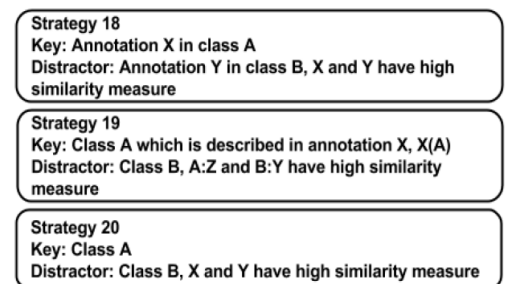 Strategy 18
Key: Annotation X in class A
Distractor: Annotation Y in class B, X and Y have high
similarity measure
Strategy 19
Key: Class A which is described in annotation X, X(A)
Distractor: Class B, A:Z and B:Y have high similarity
measure
Strategy 20
Key: Class A
Distractor: Class B, X and Y have high similarity measure